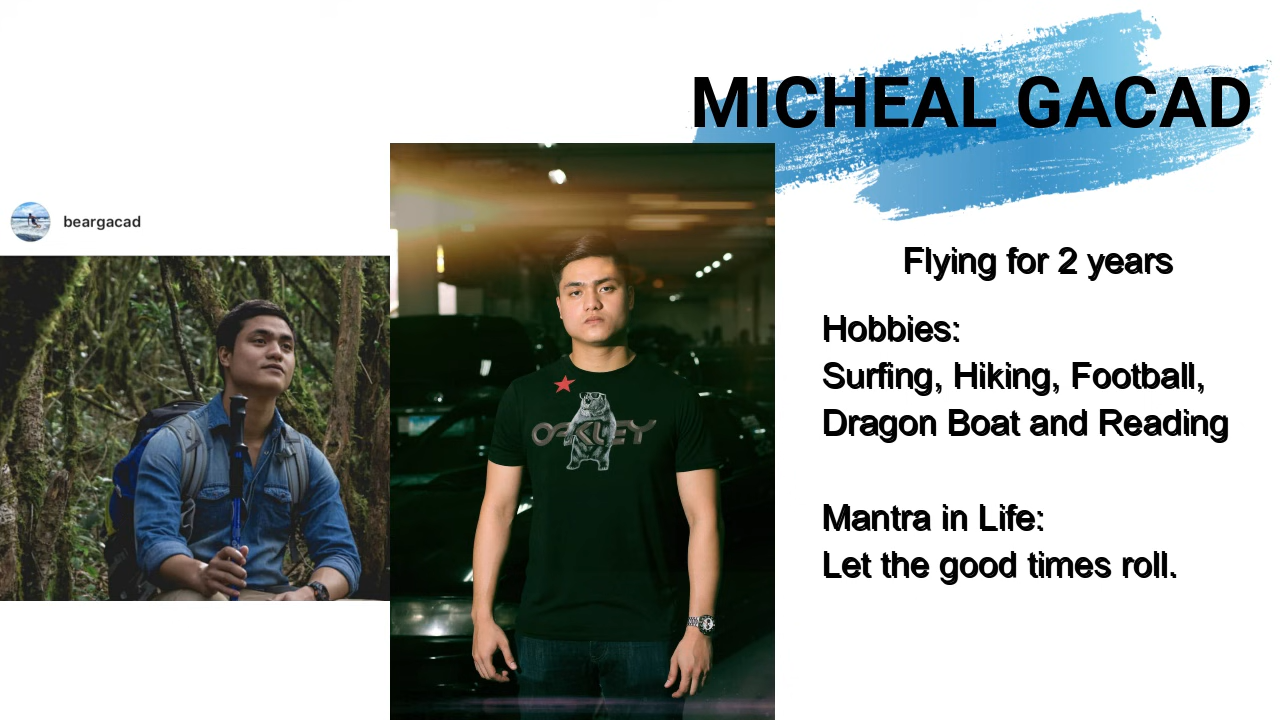 MICHEAL GACAD
beargacad
Flying for 2 years
Hobbies:
Surfing, Hiking, Football,
Dragon Boat and Reading
OAKLEY
Mantra in Life:
Let the good times roll.